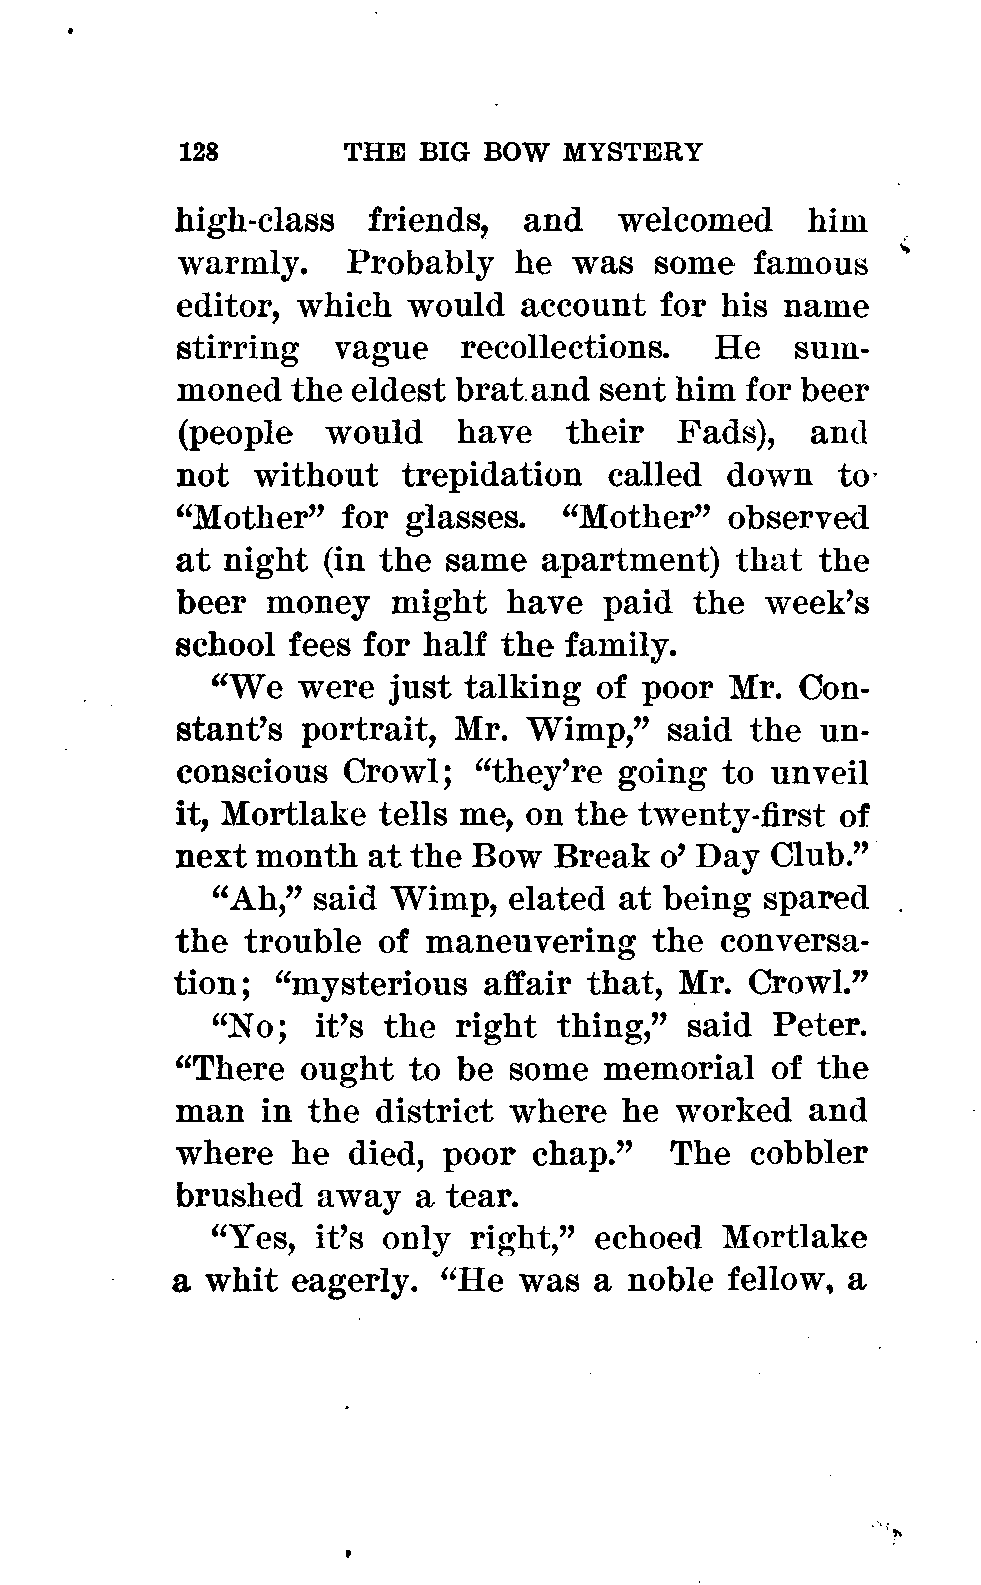 128 THE BIG BOW MYSTERY
high-class friends, and welcomed him
warmly. Probably he was some famous
editor, which would account for his name
stirring vague recollections. He sum-
moned the eldest brat and sent him for beer
(people would have their Fads), and
not without trepidation called down to
“Mother” for glasses. “Mother” observed
at night (in the same apartment) that the
beer money might have paid the week’s
school fees for half the family.
“We were just talking of poor Mr. Con-
stant’s portrait, Mr. Wimp,” said the un-
conscious Crowl; “they’re going to unveil
it, Mortlake tells me, on the twenty-first of
next month at the Bow Break o’ Day Club.”
“Ah,” said Wimp, elated at being spared
the trouble of maneuvering the conversa-
tion; “mysterious affair that, Mr. Crowl.”
“No; it’s the right thing,” said Peter.
“There ought to be some memorial of the
man in the district where he worked and
where he died, poor chap.” The cobbler
brushed away a tear.
“Yes, it’s only right,” echoed Mortlake
a whit eagerly. “He was a noble fellow, a